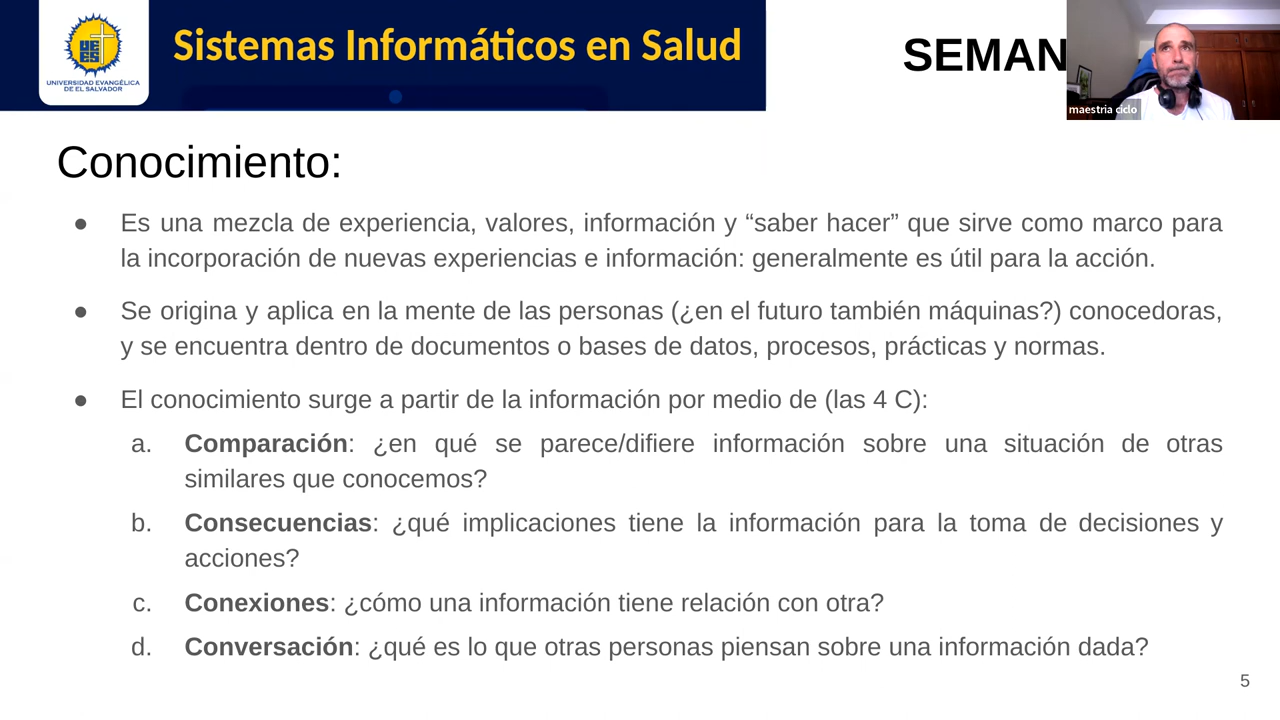 UEES
UNIVERSIDAD EVANGÉLICA
DE EL SALVADOR
Sistemas Informáticos en Salud
SEMAN
maestria ciclo
Conocimiento:
● Es una mezcla de experiencia, valores, información y “saber hacer” que sirve como marco para
la incorporación de nuevas experiencias e información: generalmente es útil para la acción.
● Se origina y aplica en la mente de las personas (¿en el futuro también máquinas?) conocedoras,
y se encuentra dentro de documentos o bases de datos, procesos, prácticas y normas.
● El conocimiento surge a partir de la información por medio de (las 4 C):
a. Comparación: ¿en qué se parece/difiere información sobre una situación de otras
similares que conocemos?
b. Consecuencias: ¿qué implicaciones tiene la información para la toma de decisiones y
acciones?
c. Conexiones: ¿cómo una información tiene relación con otra?
d. Conversación: ¿qué es lo que otras personas piensan sobre una información dada?
5